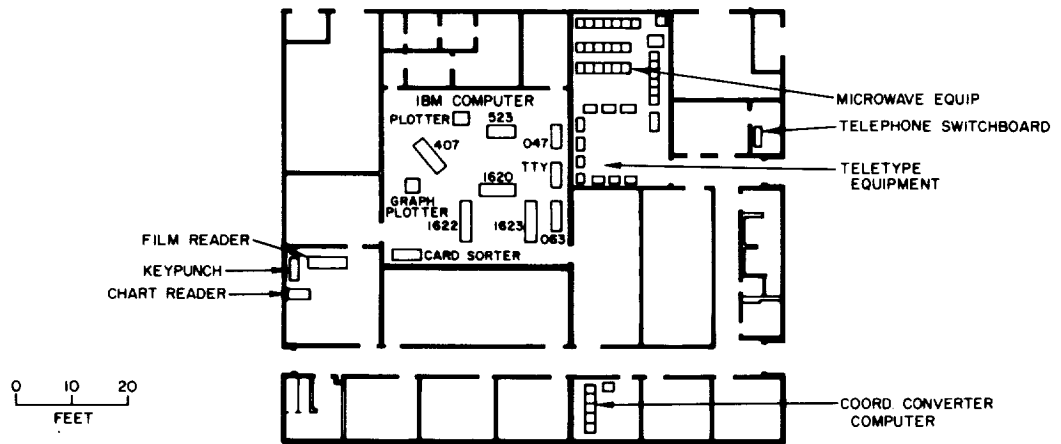 IBM COMPUTER
PLOTTER
523
407
047
TTY
1620
GRAPH
PLOTTER
1622
1623
063
CARD SORTER
MICROWAVE EQUIP
TELEPHONE SWITCHBOARD
TELETYPE
EQUIPMENT
FILM READER
KEYPUNCH
CHART READER
0 10 20
FEET
COORD. CONVERTER
COMPUTER